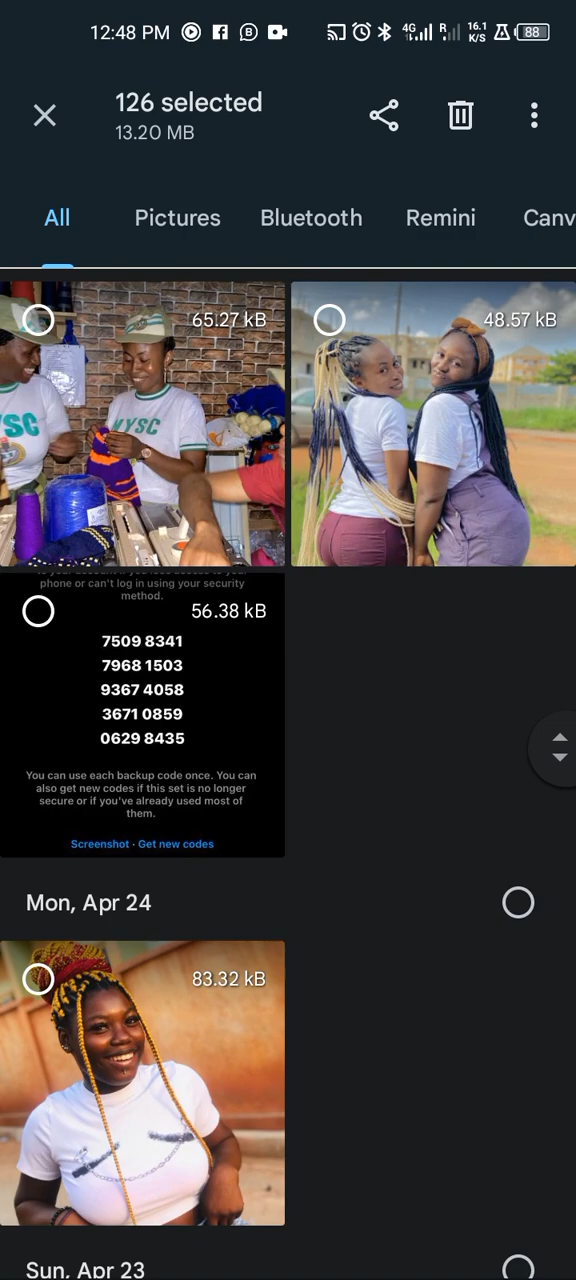 12:48 PM
4G
R
16.1
K/S
88
126 selected
13.20 MB
All
Pictures
Bluetooth
Remini
Canv
65.27 kB
48.57 kB
YSC
NYSC
56.38 kB
phone or can't log in using your security
method.
7509 8341
7968 1503
9367 4058
3671 0859
0629 8435
You can use each backup code once. You can
also get new codes if this set is no longer
secure or if you've already used most of
them.
Screenshot · Get new codes
Mon, Apr 24
83.32 kB
Sun, Apr 23